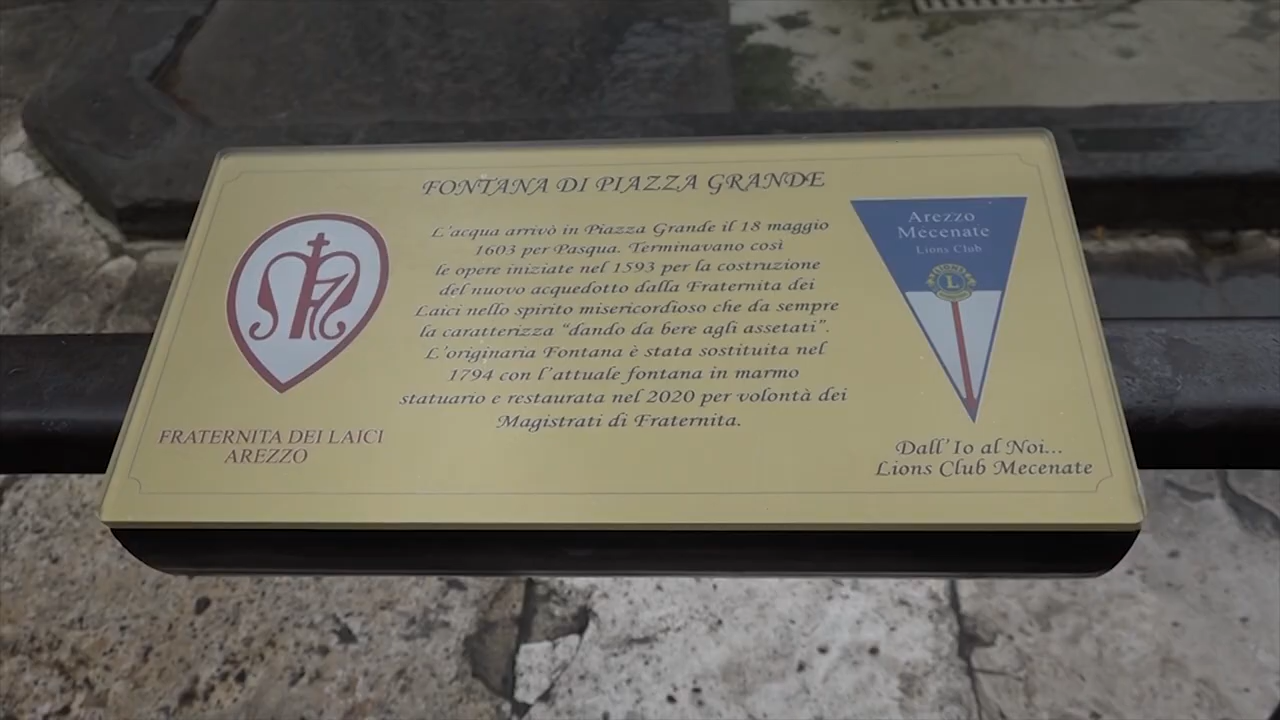 FONTANA DI PIAZZA GRANDE
L'acqua arrivò in Piazza Grande il 18 maggio
1603 per Pasqua. Terminavano così
le opere iniziate nel 1593 per la costruzione
del nuovo acquedotto dalla Fraternita dei
Laici nello spirito misericordioso che da sempre
la caratterizza "dando da bere agli assetati".
L'originaria Fontana è stata sostituita nel
1794 con l'attuale fontana in marmo
statuario e restaurata nel 2020 per volontà dei
Magistrati di Fraternita.
FRATERNITA DEI LAICI
AREZZO
Arezzo
Mecenate
Lions Club
LIONS
L
Dall'Io al Noi...
Lions Club Mecenate